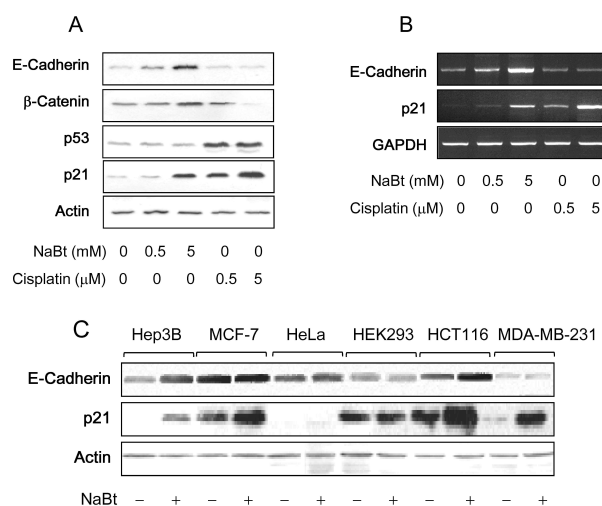 A
E-Cadherin
β-Catenin
p53
p21
Actin
NaBt (mM) 0 0.5 5 0 0
Cisplatin (μM) 0 0 0 0.5 5
B
E-Cadherin
p21
GAPDH
NaBt (mM) 0 0.5 5 0 0
Cisplatin (μM) 0 0 0 0.5 5
C
Hep3B MCF-7 HeLa HEK293 HCT116 MDA-MB-231
E-Cadherin
p21
Actin
NaBt – + – + – + – + – + – +